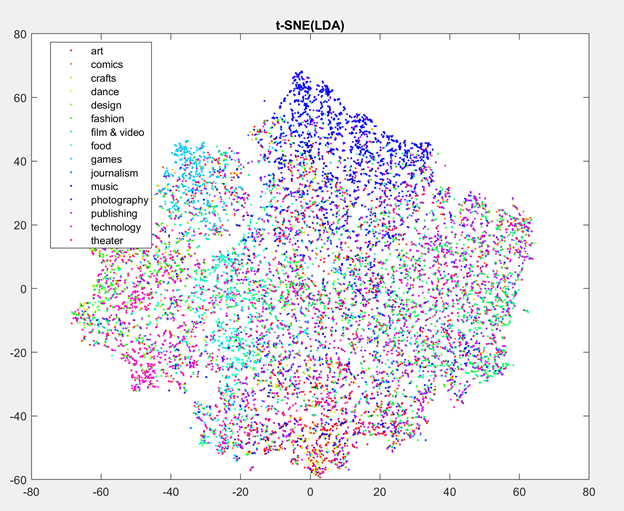 t-SNE(LDA)
80
60
40
20
0
-20
-40
-60
-80
-60
-40
-20
0
20
40
60
80
art
comics
crafts
dance
design
fashion
film & video
food
games
journalism
music
photography
publishing
technology
theater